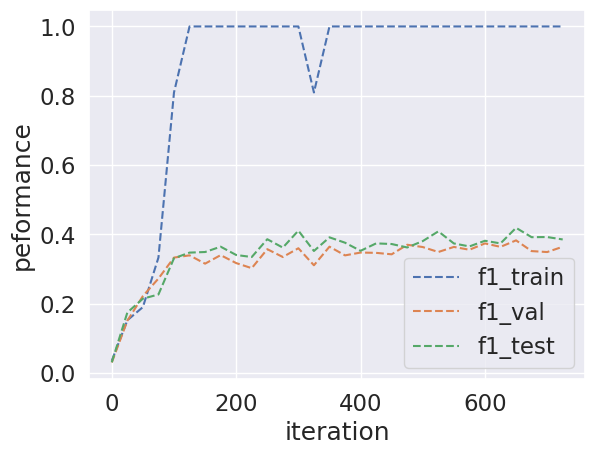 1.0
0.8
0.6
0.4
0.2
0.0
peformance
0 200 400 600
iteration
f1_train
f1_val
f1_test